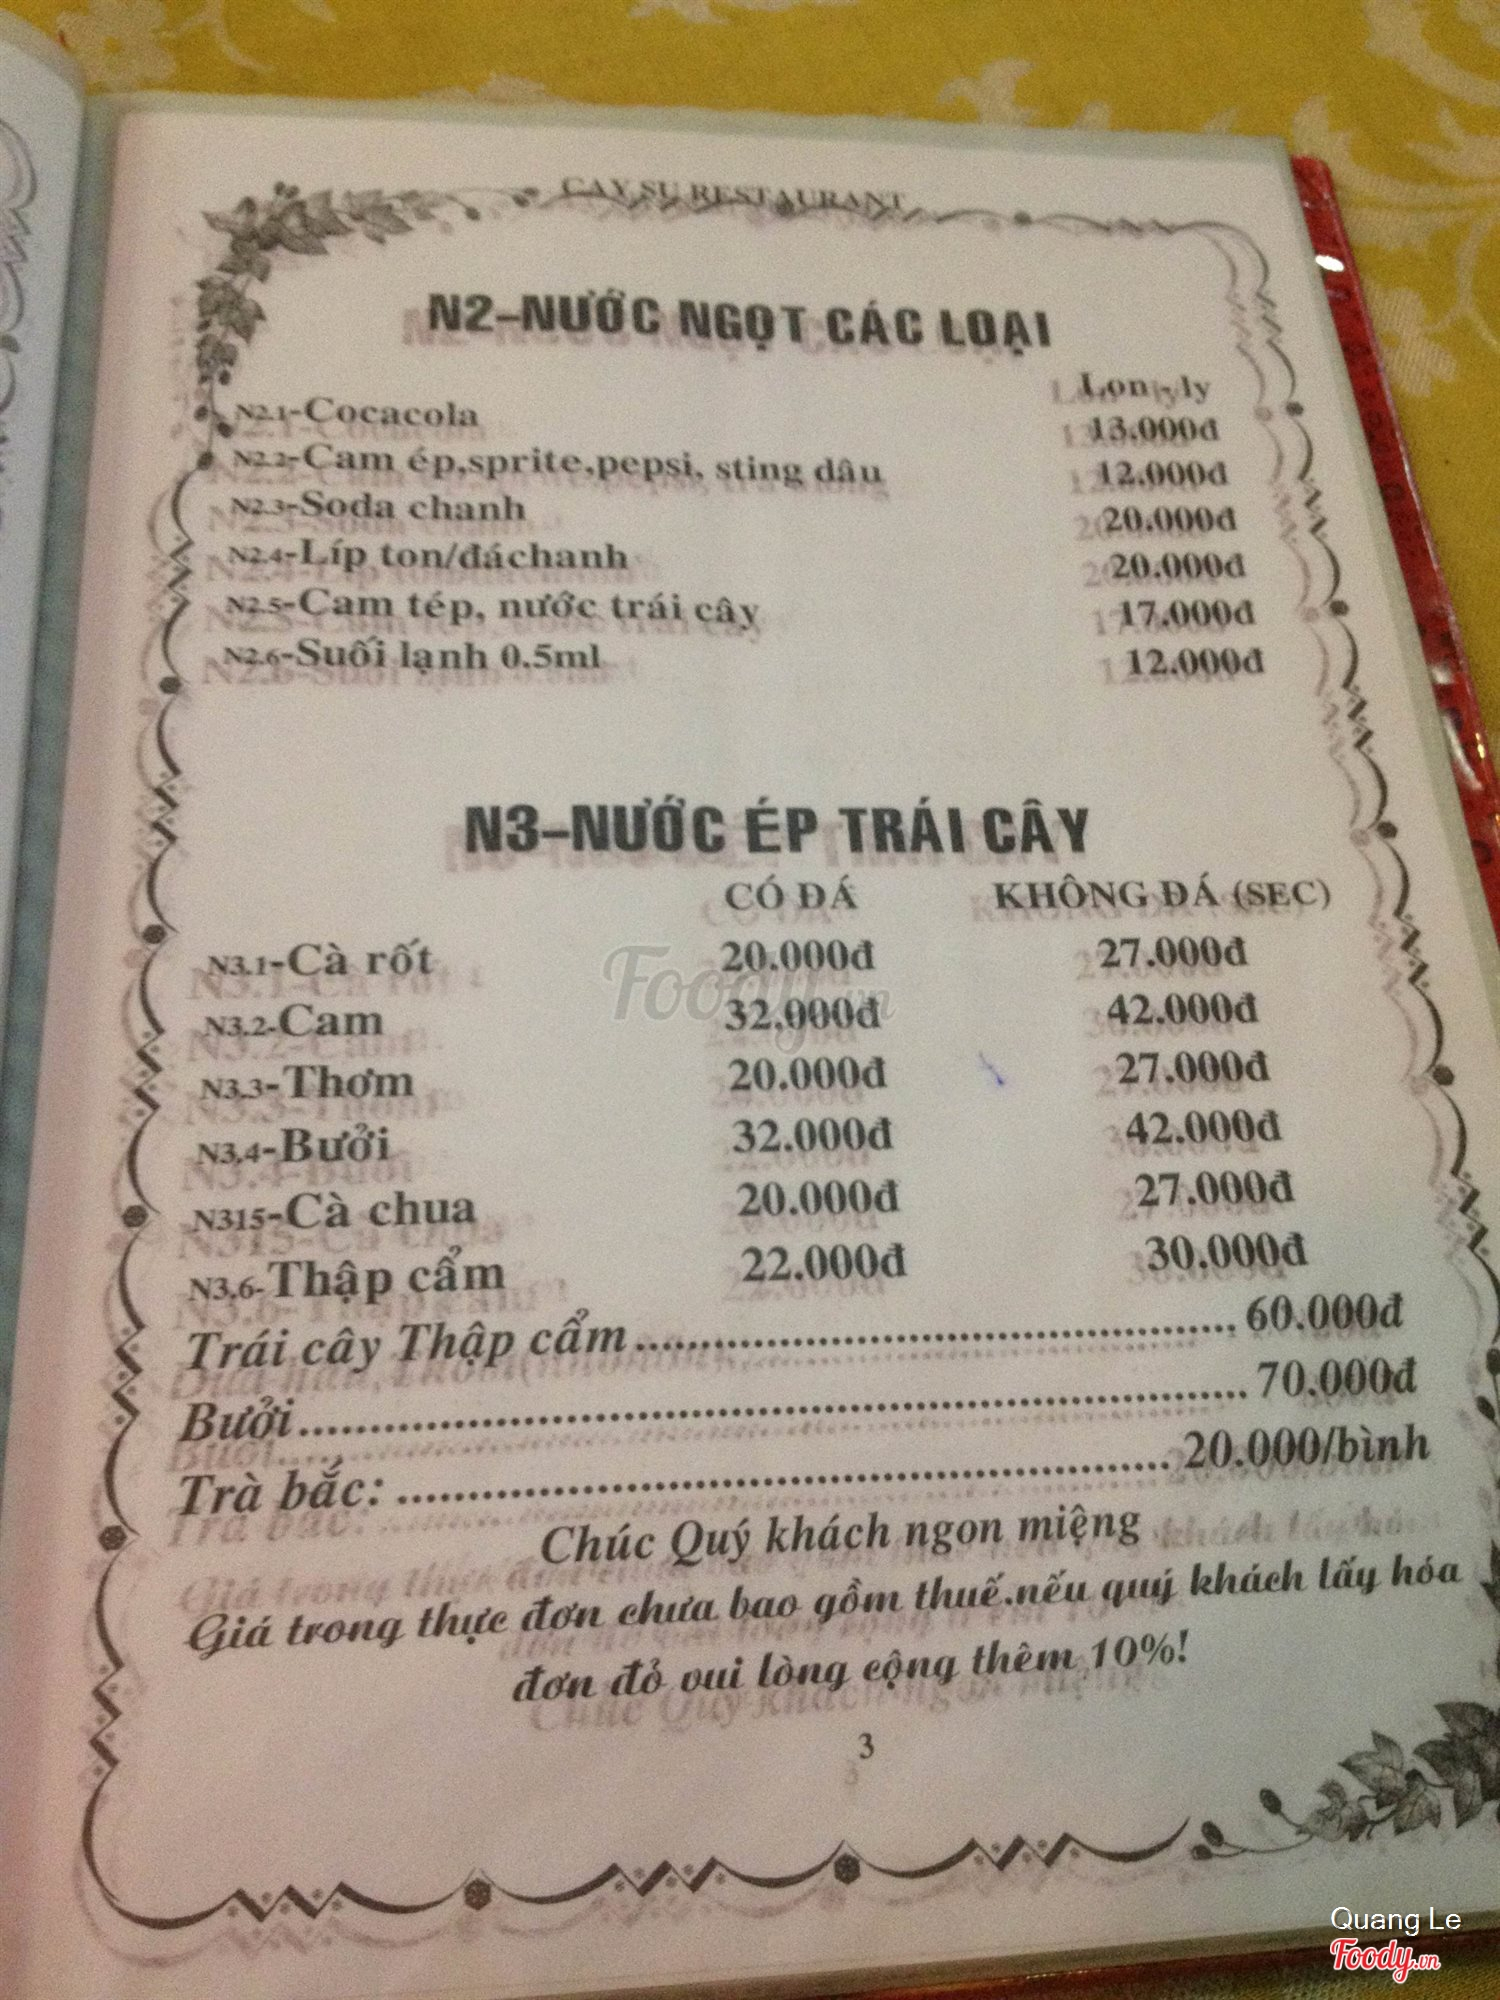 CAY SU RESTAURANT
N2-NƯỚC NGỌT CÁC LOẠI
Lon - ly
N2.1-Cocacola 13.000đ
N2.2-Cam ép,sprite,pepsi, sting dâu 12.000đ
N2.3-Soda chanh 20.000đ
N2.4-Líp ton/đáchanh 20.000đ
N2.5-Cam tép, nước trái cây 17.000đ
N2.6-Suối lạnh 0.5ml 12.000đ
N3-NƯỚC ÉP TRÁI CÂY
CÓ ĐÁ KHÔNG ĐÁ (SEC)
N3.1-Cà rốt 20.000đ 27.000đ
N3.2-Cam 32.000đ 42.000đ
N3.3-Thơm 20.000đ 27.000đ
N3.4-Bưởi 32.000đ 42.000đ
N315-Cà chua 20.000đ 27.000đ
N3.6-Thập cẩm 22.000đ 30.000đ
Trái cây Thập cẩm.......................................... 60.000đ
Bưởi.................................................................. 70.000đ
Trà bắc: ...................................................... 20.000/bình
Chúc Quý khách ngon miệng
Giá trong thực đơn chưa bao gồm thuế.nếu quý khách lấy hóa
đơn đỏ vui lòng cộng thêm 10%!
3
Foody.vn
Quang Le
Foody.vn